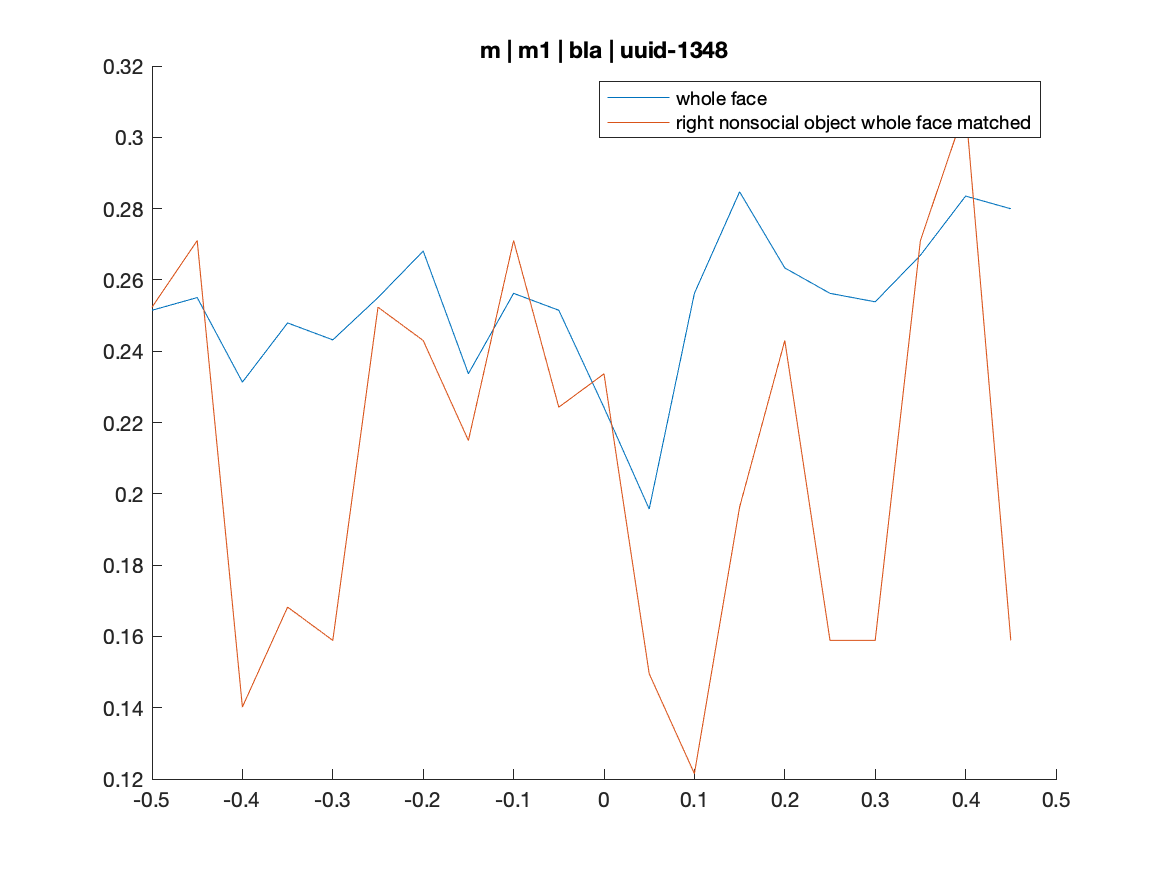 m | m1 | bla | uuid-1348
whole face
right nonsocial object whole face matched
0.32
0.3
0.28
0.26
0.24
0.22
0.2
0.18
0.16
0.14
0.12
-0.5 -0.4 -0.3 -0.2 -0.1 0 0.1 0.2 0.3 0.4 0.5